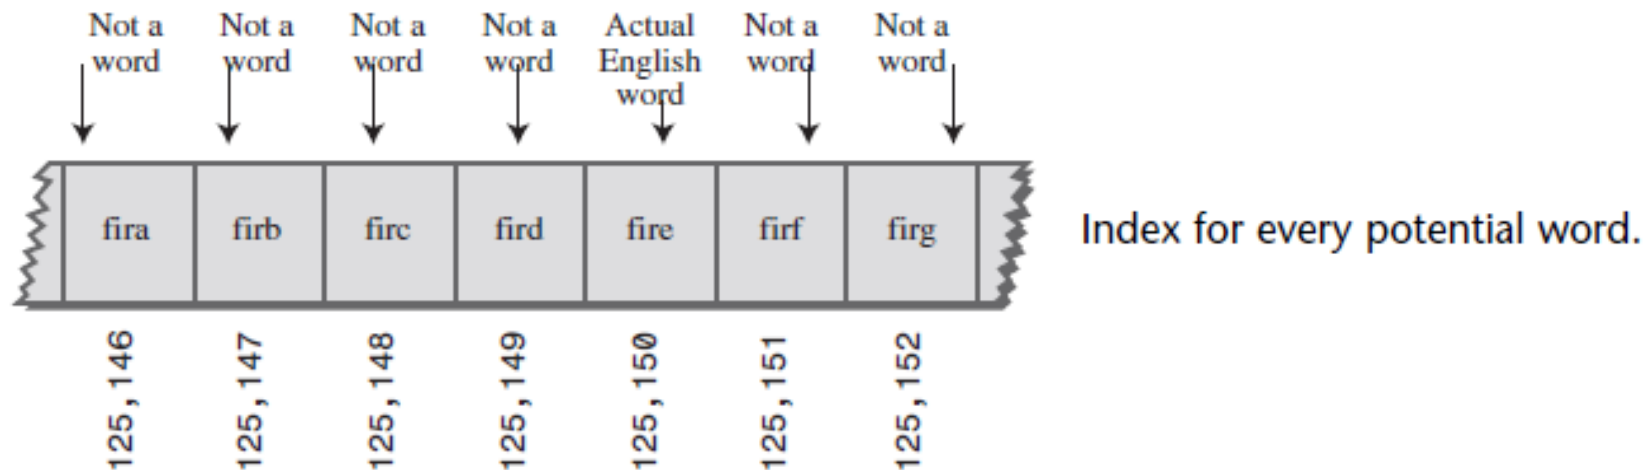 Not a
word
Not a
word
Not a
word
Not a
word
Actual
English
word
Not a
word
Not a
word
fira
firb
firc
fird
fire
firf
firg
Index for every potential word.
125,146
125,147
125,148
125,149
125,150
125,151
125,152